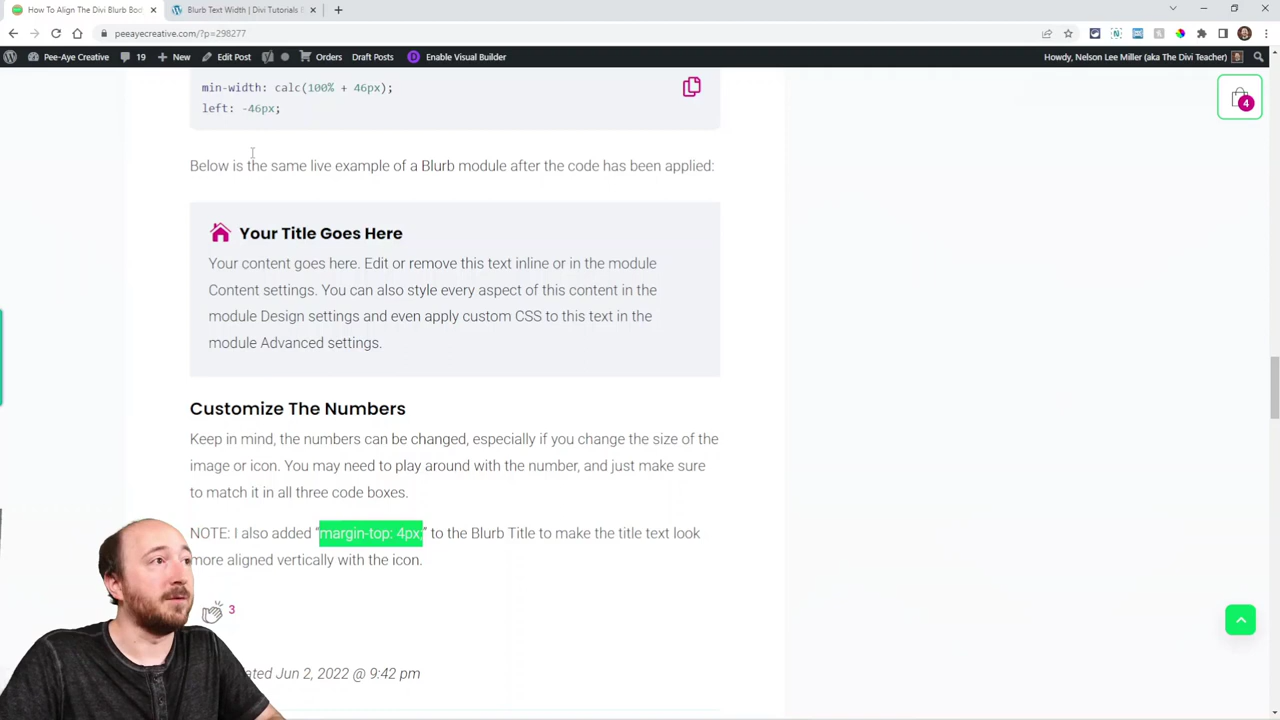 How To Align The Divi Blurb Bod
Blurb Text Width | Divi Tutorials B
peeayecreative.com/?p=298277
Pee-Aye Creative
19
New
Edit Post
Orders
Draft Posts
Enable Visual Builder
Howdy, Nelson Lee Miller (aka The Divi Teacher)
4
min-width: calc(100% + 46px);
left: -46px;
Below is the same live example of a Blurb module after the code has been applied:
Your Title Goes Here
Your content goes here. Edit or remove this text inline or in the module
Content settings. You can also style every aspect of this content in the
module Design settings and even apply custom CSS to this text in the
module Advanced settings.
Customize The Numbers
Keep in mind, the numbers can be changed, especially if you change the size of the
image or icon. You may need to play around with the number, and just make sure
to match it in all three code boxes.
NOTE: I also added “margin-top: 4px;” to the Blurb Title to make the title text look
more aligned vertically with the icon.
3
ated Jun 2, 2022 @ 9:42 pm